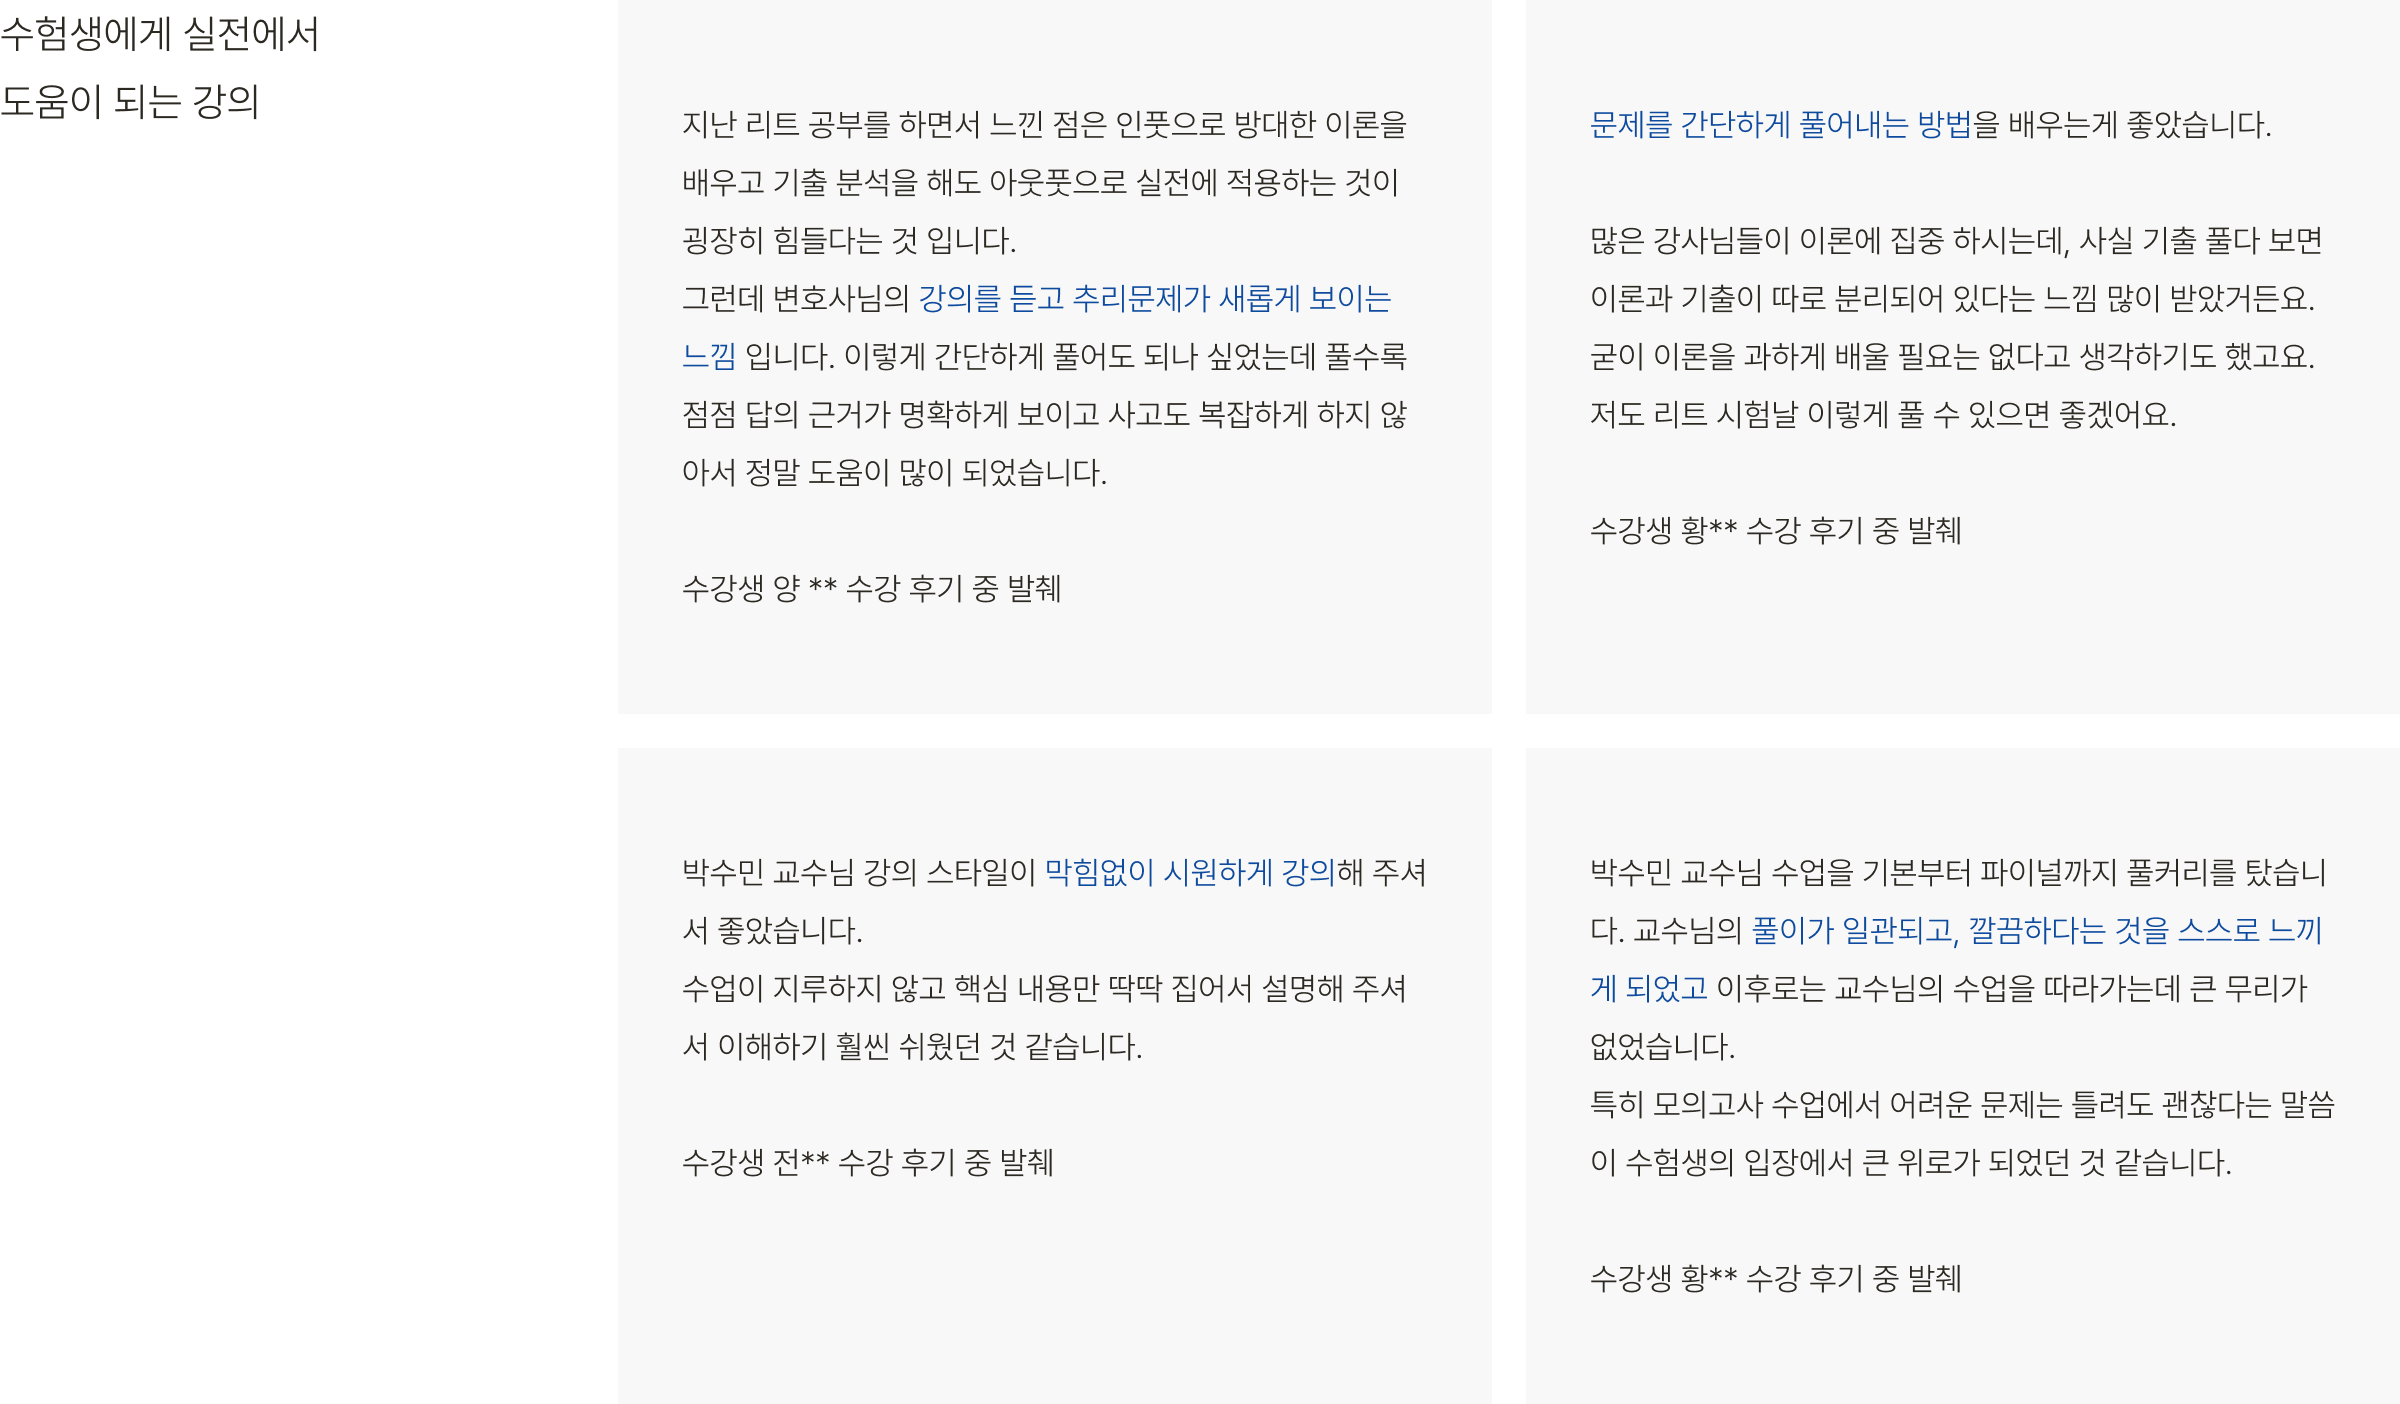 수험생에게 실전에서
도움이 되는 강의
지난 리트 공부를 하면서 느낀 점은 인풋으로 방대한 이론을
배우고 기출 분석을 해도 아웃풋으로 실전에 적용하는 것이
굉장히 힘들다는 것 입니다.
그런데 변호사님의 강의를 듣고 추리문제가 새롭게 보이는
느낌 입니다. 이렇게 간단하게 풀어도 되나 싶었는데 풀수록
점점 답의 근거가 명확하게 보이고 사고도 복잡하게 하지 않
아서 정말 도움이 많이 되었습니다.
수강생 양 ** 수강 후기 중 발췌
문제를 간단하게 풀어내는 방법을 배우는게 좋았습니다.
많은 강사님들이 이론에 집중 하시는데, 사실 기출 풀다 보면
이론과 기출이 따로 분리되어 있다는 느낌 많이 받았거든요.
굳이 이론을 과하게 배울 필요는 없다고 생각하기도 했고요.
저도 리트 시험날 이렇게 풀 수 있으면 좋겠어요.
수강생 황** 수강 후기 중 발췌
박수민 교수님 강의 스타일이 막힘없이 시원하게 강의해 주셔
서 좋았습니다.
수업이 지루하지 않고 핵심 내용만 딱딱 집어서 설명해 주셔
서 이해하기 훨씬 쉬웠던 것 같습니다.
수강생 전** 수강 후기 중 발췌
박수민 교수님 수업을 기본부터 파이널까지 풀커리를 탔습니
다. 교수님의 풀이가 일관되고, 깔끔하다는 것을 스스로 느끼
게 되었고 이후로는 교수님의 수업을 따라가는데 큰 무리가
없었습니다.
특히 모의고사 수업에서 어려운 문제는 틀려도 괜찮다는 말씀
이 수험생의 입장에서 큰 위로가 되었던 것 같습니다.
수강생 황** 수강 후기 중 발췌